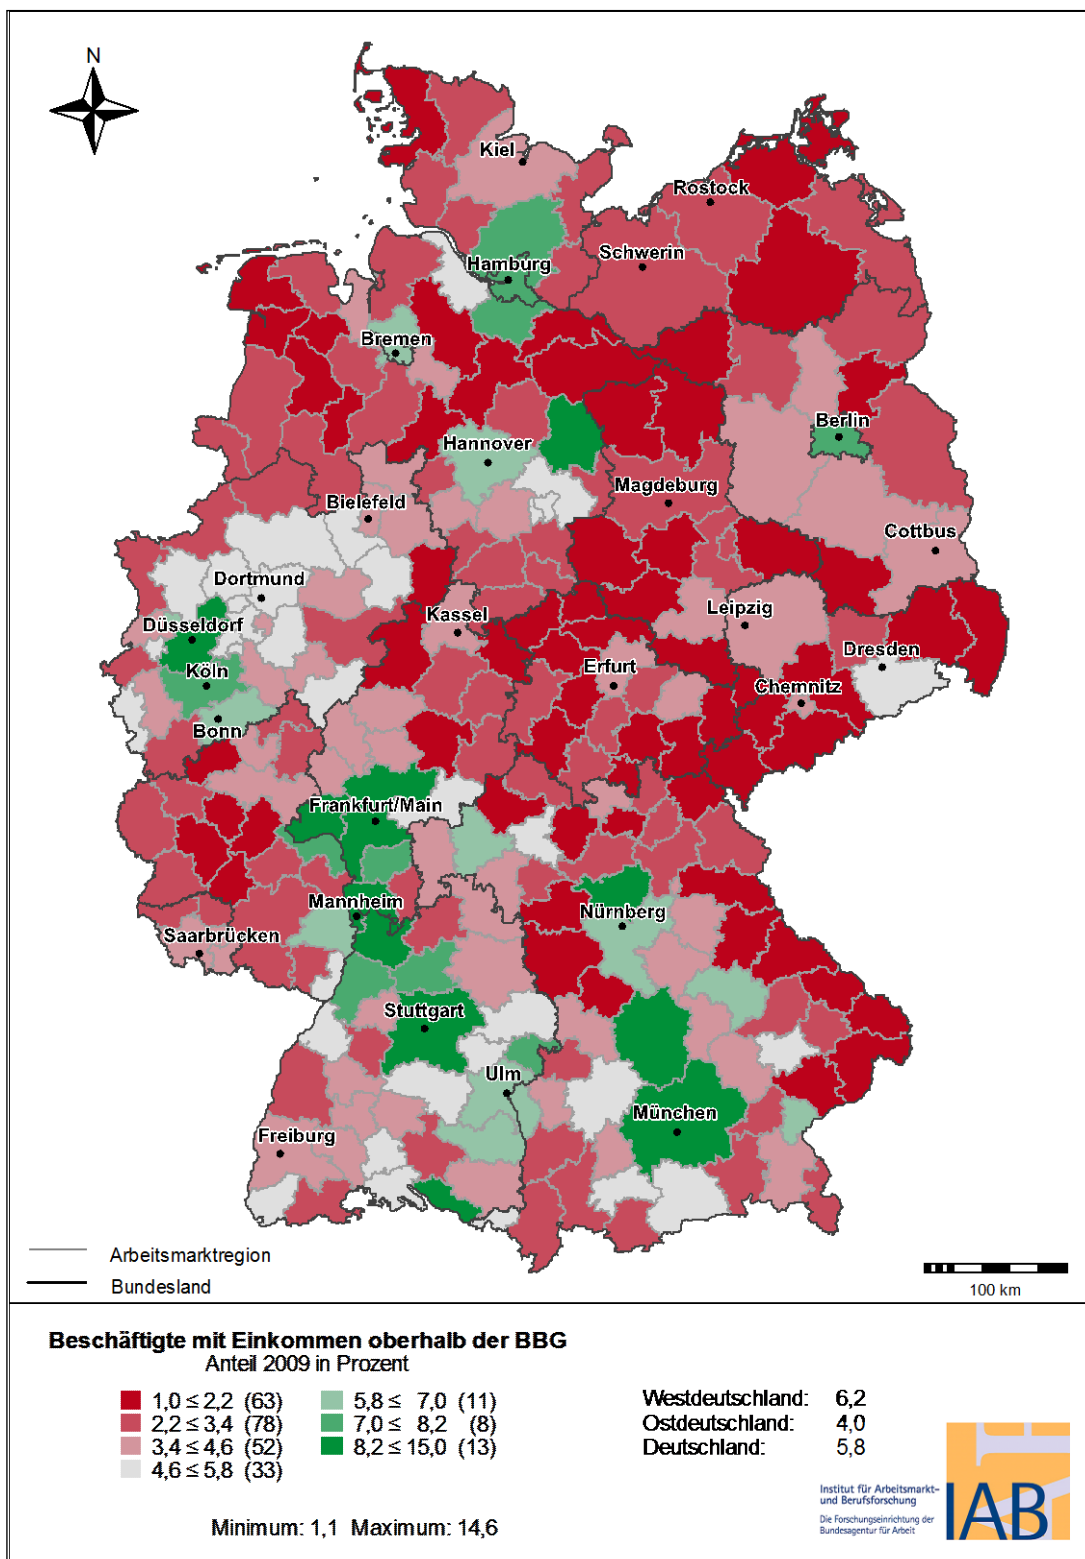 N
Kiel
Rostock
Schwerin
Hamburg
Bremen
Berlin
Hannover
Magdeburg
Bielefeld
Cottbus
Dortmund
Leipzig
Kassel
Düsseldorf
Dresden
Erfurt
Köln
Chemnitz
Bonn
Frankfurt/Main
Mannheim
Nürnberg
Saarbrücken
Stuttgart
Ulm
München
Freiburg
Arbeitsmarktregion
Bundesland
100 km
Beschäftigte mit Einkommen oberhalb der BBG
Anteil 2009 in Prozent
1,0 ≤ 2,2 (63)
2,2 ≤ 3,4 (78)
3,4 ≤ 4,6 (52)
4,6 ≤ 5,8 (33)
5,8 ≤ 7,0 (11)
7,0 ≤ 8,2 (8)
8,2 ≤ 15,0 (13)
Westdeutschland: 6,2
Ostdeutschland: 4,0
Deutschland: 5,8
Minimum: 1,1 Maximum: 14,6
Institut für Arbeitsmarkt-
und Berufsforschung
Die Forschungseinrichtung der
Bundesagentur für Arbeit
IAB